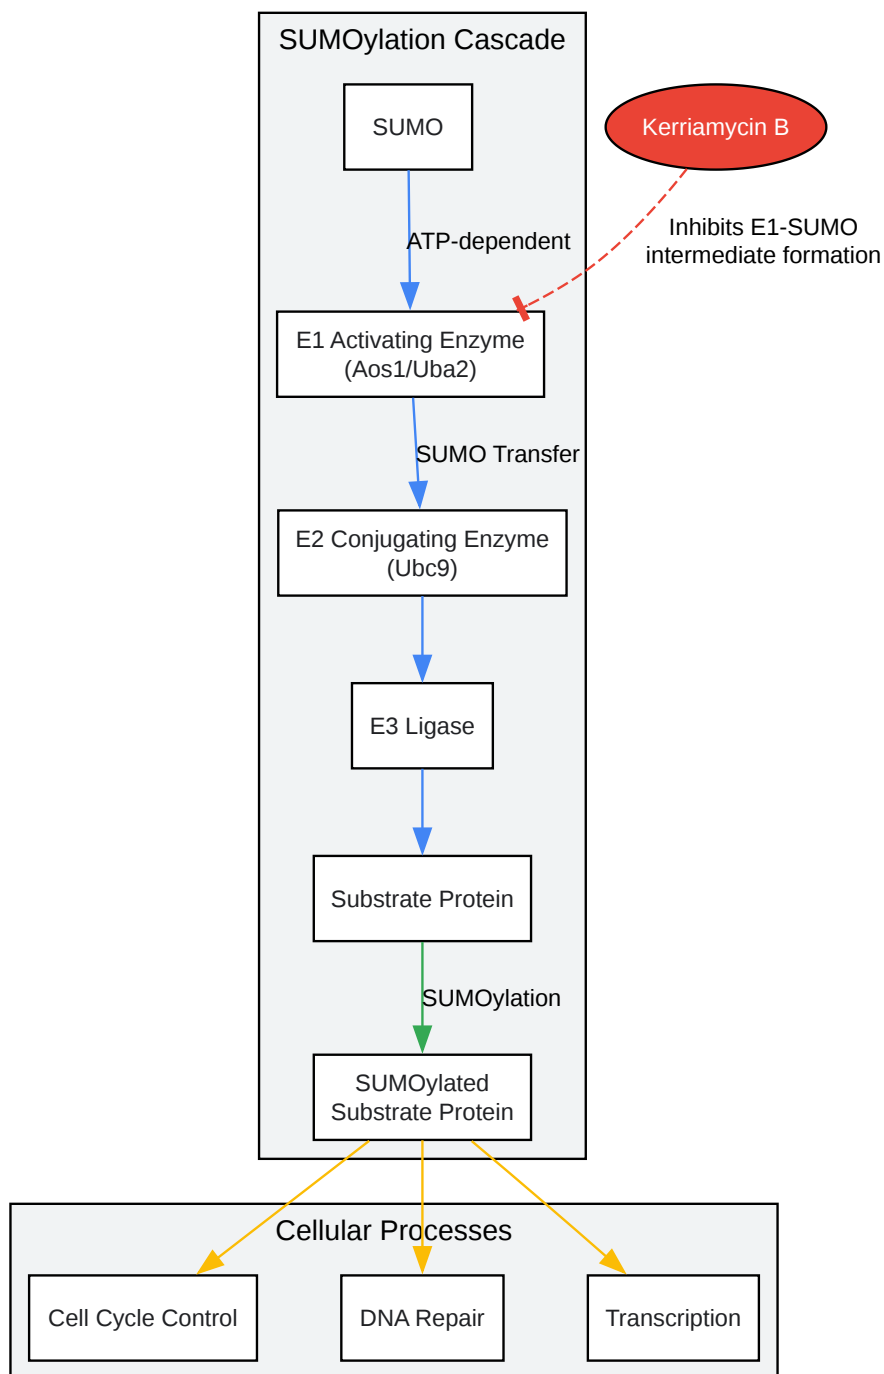 SUMOylation Cascade
SUMO
Kerriamycin B
ATP-dependent
Inhibits E1-SUMO
intermediate formation
E1 Activating Enzyme
(Aos1/Uba2)
SUMO Transfer
E2 Conjugating Enzyme
(Ubc9)
E3 Ligase
Substrate Protein
SUMOylation
SUMOylated
Substrate Protein
Cellular Processes
Cell Cycle Control
DNA Repair
Transcription